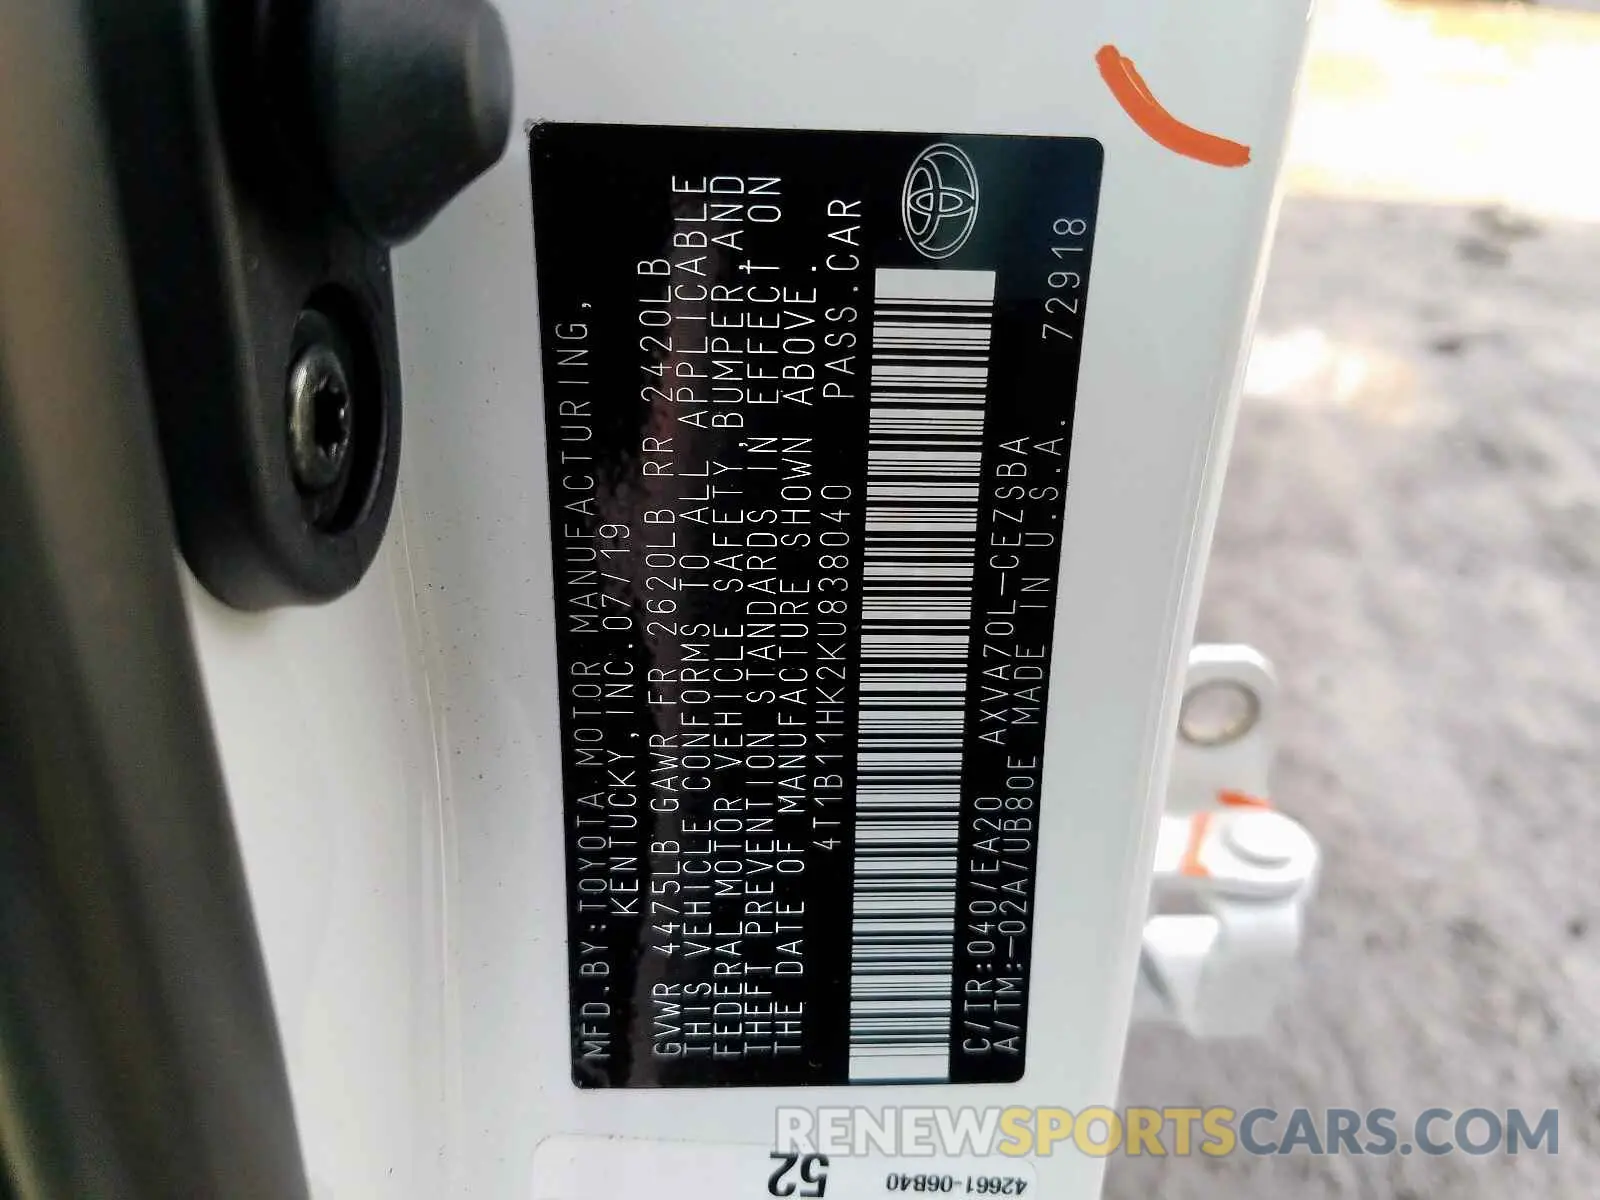 MFD.BY:TOYOTA MOTOR MANUFACTURING,
KENTUCKY,INC.07/19
GVWR 4475LB GAWR FR 2620LB RR 2420LB
THIS VEHICLE CONFORMS TO ALL APPLICABLE
FEDERAL MOTOR VEHICLE SAFETY,BUMPER,AND
THEFT PREVENTION STANDARDS IN EFFECT ON
THE DATE OF MANUFACTURE SHOWN ABOVE.
4T1B11HK2KU838040 PASS.CAR
C/TR:040/EA20 AXVA70L-CEZSBA
A/TM:-02A/UB80E MADE IN U.S.A. 72918
52 42661-06B40
RENEWSPORTSCARS.COM